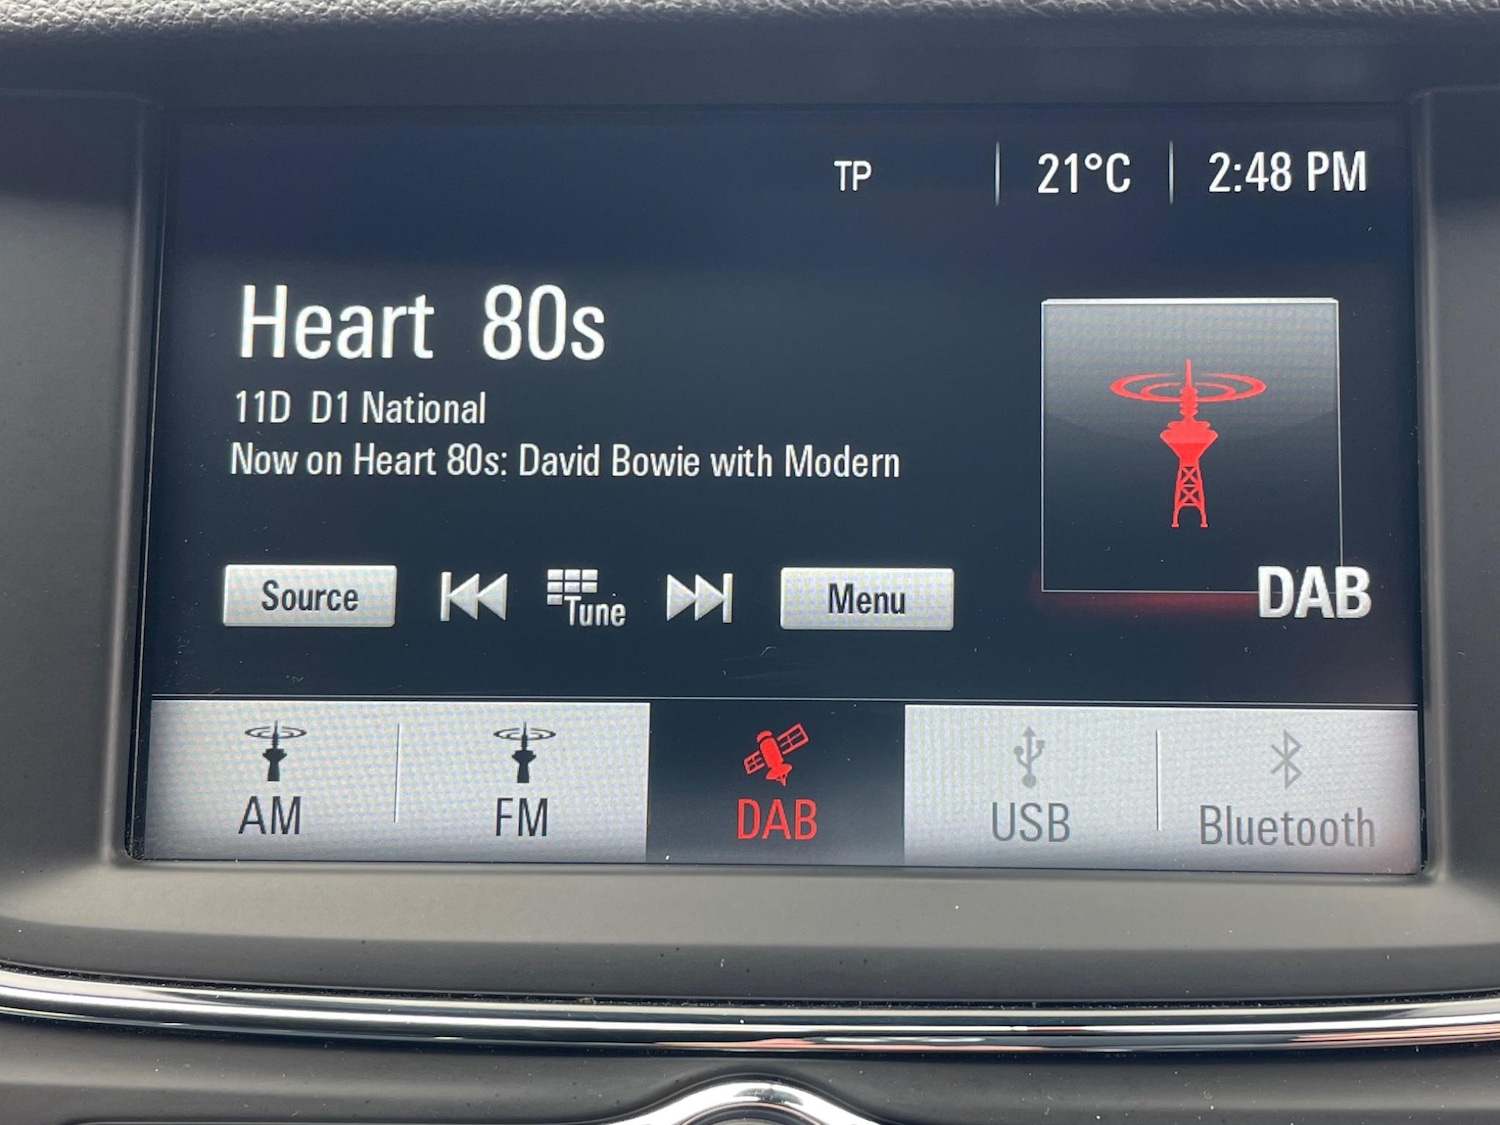 TP 21°C 2:48 PM
Heart 80s
11D D1 National
Now on Heart 80s: David Bowie with Modern
Source Tune Menu
DAB
AM FM DAB USB Bluetooth